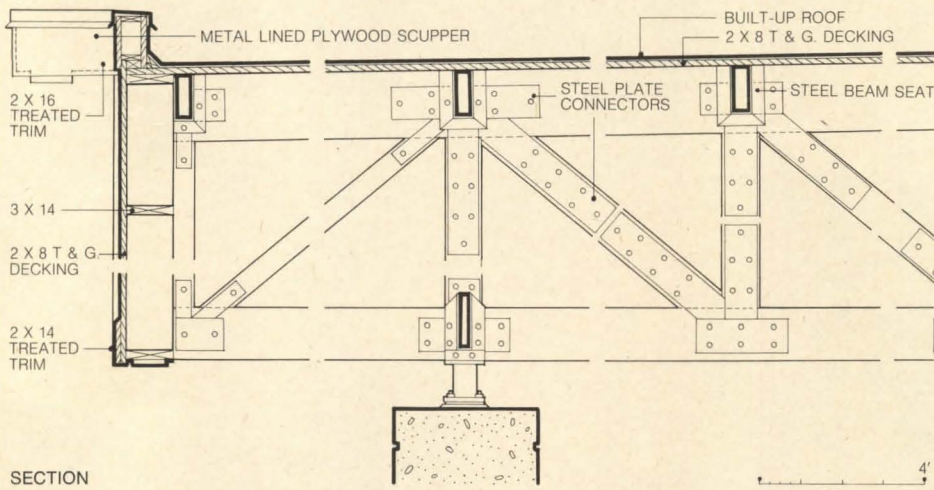 BUILT-UP ROOF
METAL LINED PLYWOOD SCUPPER
2 X 8 T & G. DECKING
STEEL PLATE
CONNECTORS
STEEL BEAM SEAT
2 X 16
TREATED
TRIM
3 X 14
2 X 8 T & G.
DECKING
2 X 14
TREATED
TRIM
SECTION
4'